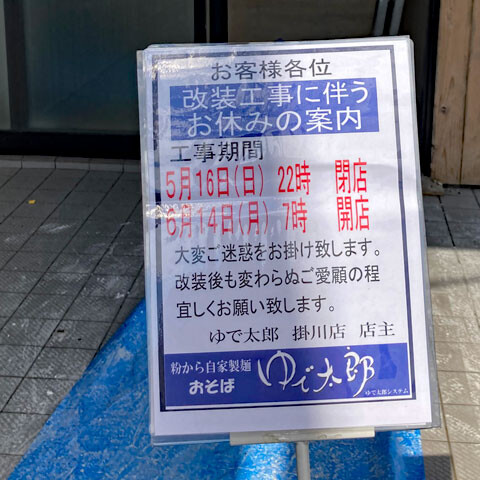 お客様各位
改装工事に伴う
お休みの案内
工事期間
5月16日(日) 22時 閉店
6月14日(月) 7時 開店
大変ご迷惑をお掛け致します。
改装後も変わらぬご愛顧の程
宜しくお願い致します。
ゆで太郎 掛川店 店主
粉から自家製麺
おそば ゆで太郎
ゆで太郎システム